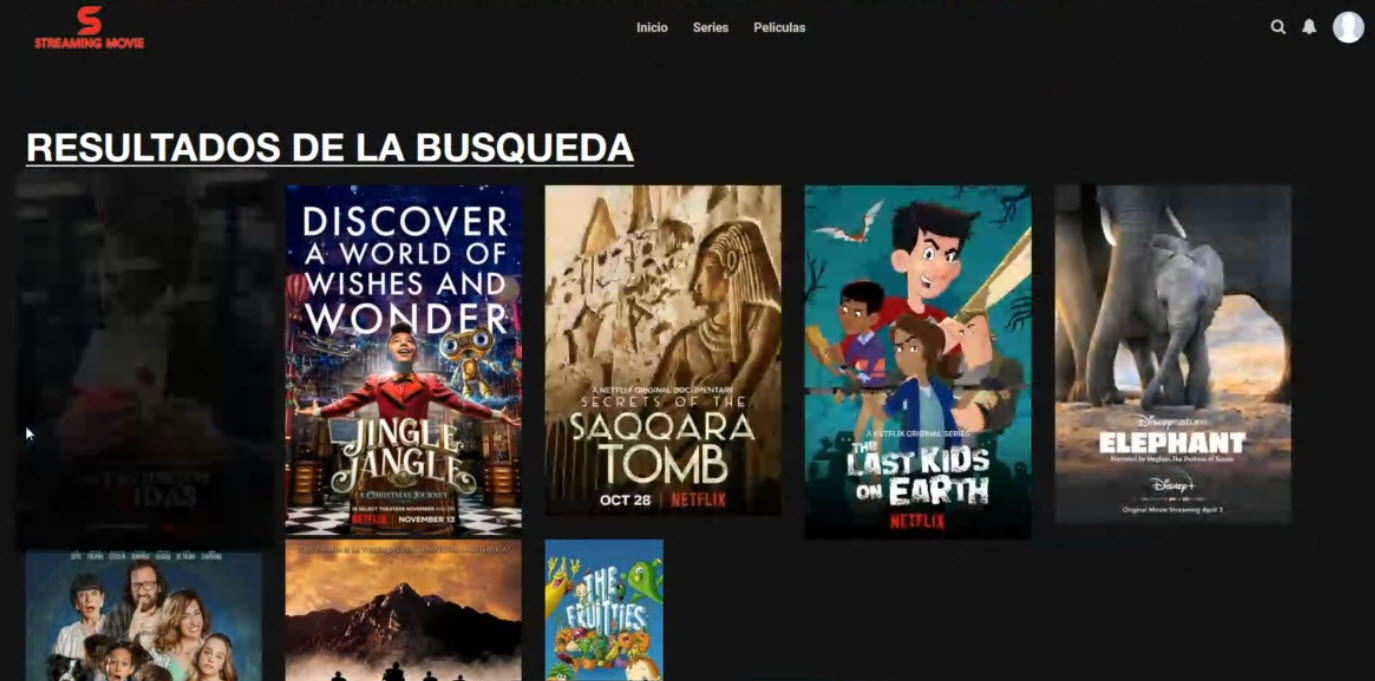 S
STREAMING MOVIE
Inicio
Series
Peliculas
RESULTADOS DE LA BUSQUEDA
DISCOVER
A WORLD OF
WISHES AND
WONDER
JINGLE
JANGLE
A CHRISTMAS JOURNEY
IN SELECT THEATERS NOVEMBER
NETFLIX | NOVEMBER 13
A NETFLIX ORIGINAL DOCUMENTARY
SECRETS OF THE
SAQQARA
TOMB
OCT 28 | NETFLIX
A NETFLIX ORIGINAL SERIES
THE
LAST KIDS
ON EARTH
NETFLIX
Disneynature
ELEPHANT
Narrated by Meghan, The Duchess of Sussex
Disney+
Original Movie Streaming April 3
THE
FRUITTIES